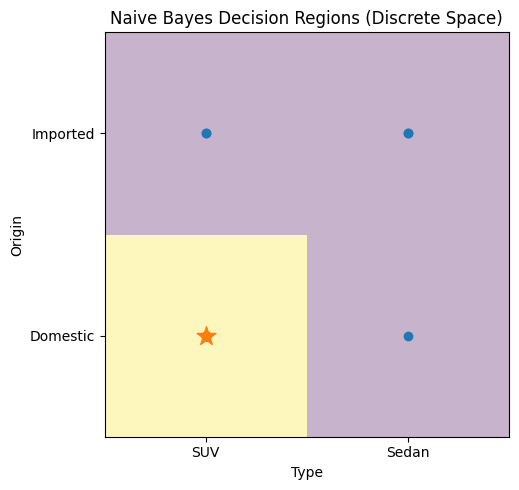 Naive Bayes Decision Regions (Discrete Space)
Imported
Origin
Domestic
SUV
Sedan
Type